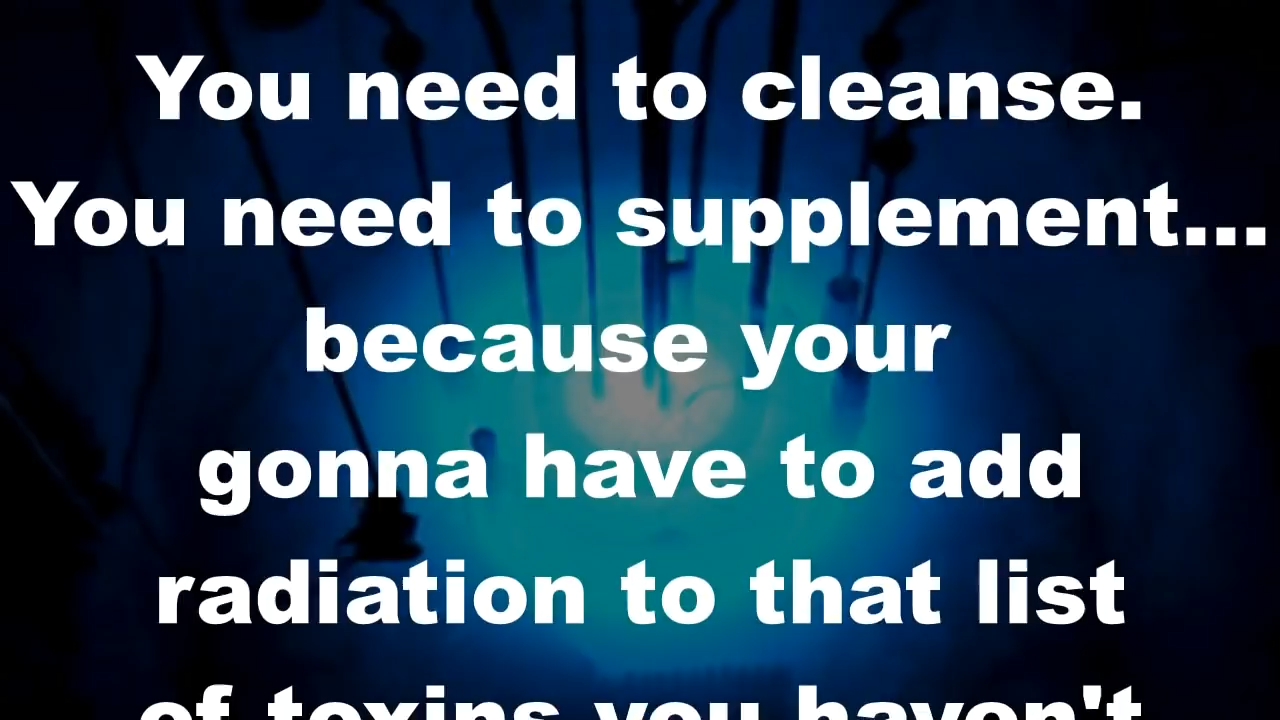 You need to cleanse.
You need to supplement...
because your
gonna have to add
radiation to that list
of toxins you haven't